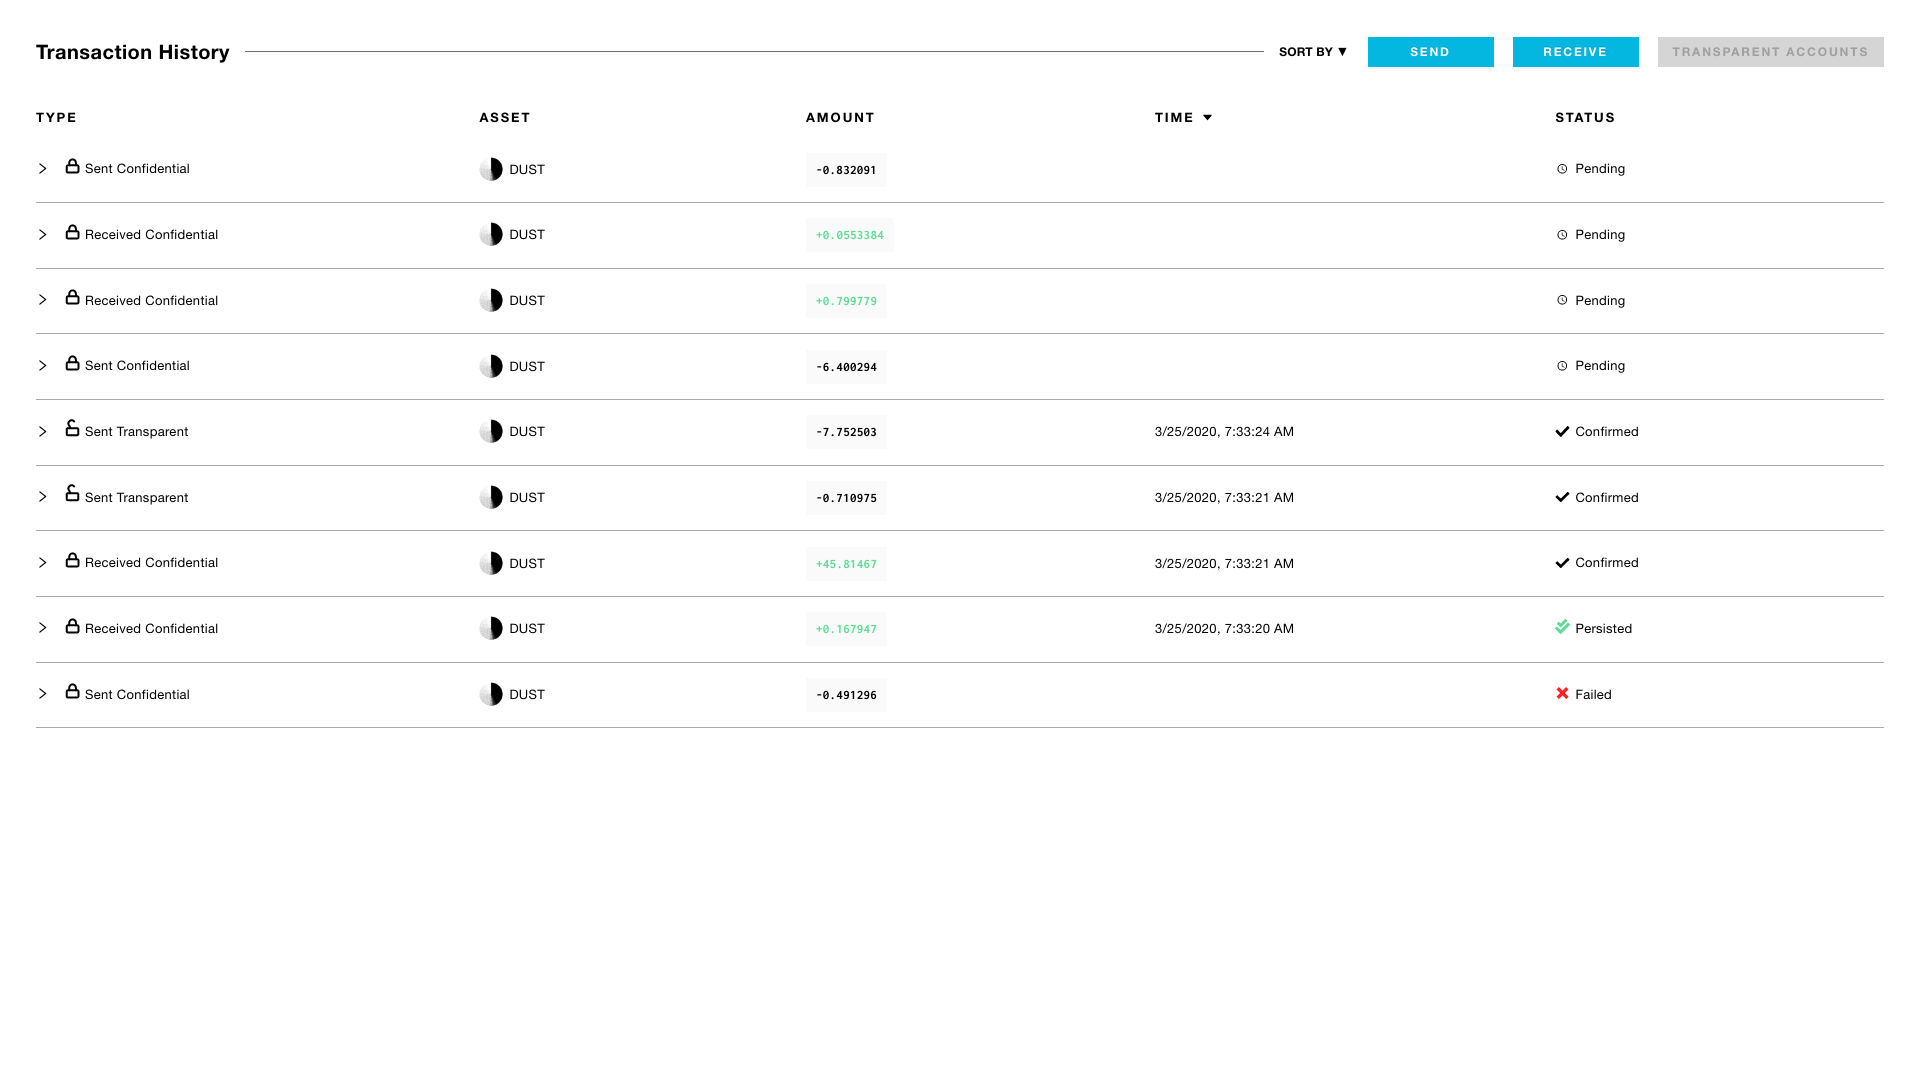 Transaction History SORT BY ▼ SEND RECEIVE TRANSPARENT ACCOUNTS
TYPE ASSET AMOUNT TIME ▼ STATUS
Sent Confidential DUST -0.832091 Pending
Received Confidential DUST +0.0553384 Pending
Received Confidential DUST +0.799779 Pending
Sent Confidential DUST -6.400294 Pending
Sent Transparent DUST -7.752503 3/25/2020, 7:33:24 AM Confirmed
Sent Transparent DUST -0.710975 3/25/2020, 7:33:21 AM Confirmed
Received Confidential DUST +45.81467 3/25/2020, 7:33:21 AM Confirmed
Received Confidential DUST +0.167947 3/25/2020, 7:33:20 AM Persisted
Sent Confidential DUST -0.491296 Failed